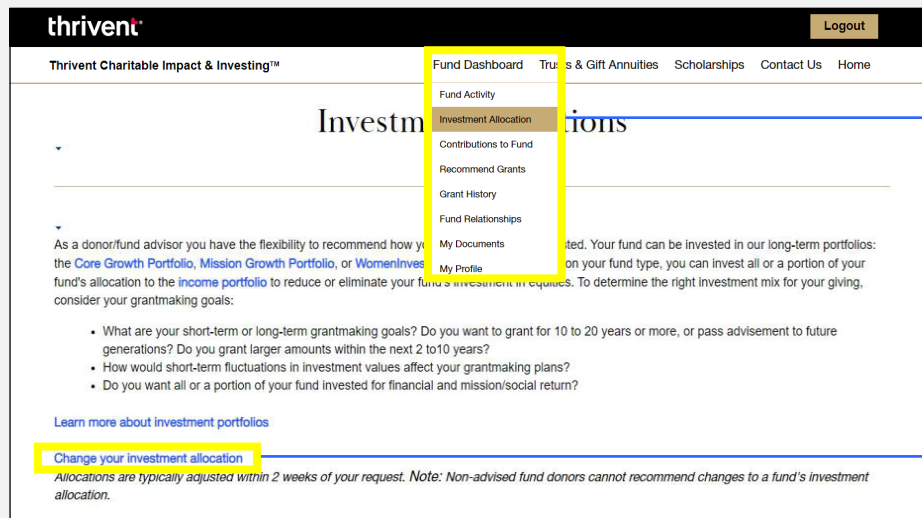 thrivent
Logout
Thrivent Charitable Impact & Investing™
Fund Dashboard Trusts & Gift Annuities Scholarships Contact Us Home
Fund Activity
Investment Allocation
Contributions to Fund
Recommend Grants
Grant History
Fund Relationships
My Documents
My Profile
Investm ions
As a donor/fund advisor you have the flexibility to recommend how ted. Your fund can be invested in our long-term portfolios:
the Core Growth Portfolio, Mission Growth Portfolio, or WomenInves on your fund type, you can invest all or a portion of your
fund's allocation to the income portfolio to reduce or eliminate your fund's investment in equities. To determine the right investment mix for your giving,
consider your grantmaking goals:
• What are your short-term or long-term grantmaking goals? Do you want to grant for 10 to 20 years or more, or pass advisement to future
generations? Do you grant larger amounts within the next 2 to10 years?
• How would short-term fluctuations in investment values affect your grantmaking plans?
• Do you want all or a portion of your fund invested for financial and mission/social return?
Learn more about investment portfolios
Change your investment allocation
Allocations are typically adjusted within 2 weeks of your request. Note: Non-advised fund donors cannot recommend changes to a fund's investment
allocation.